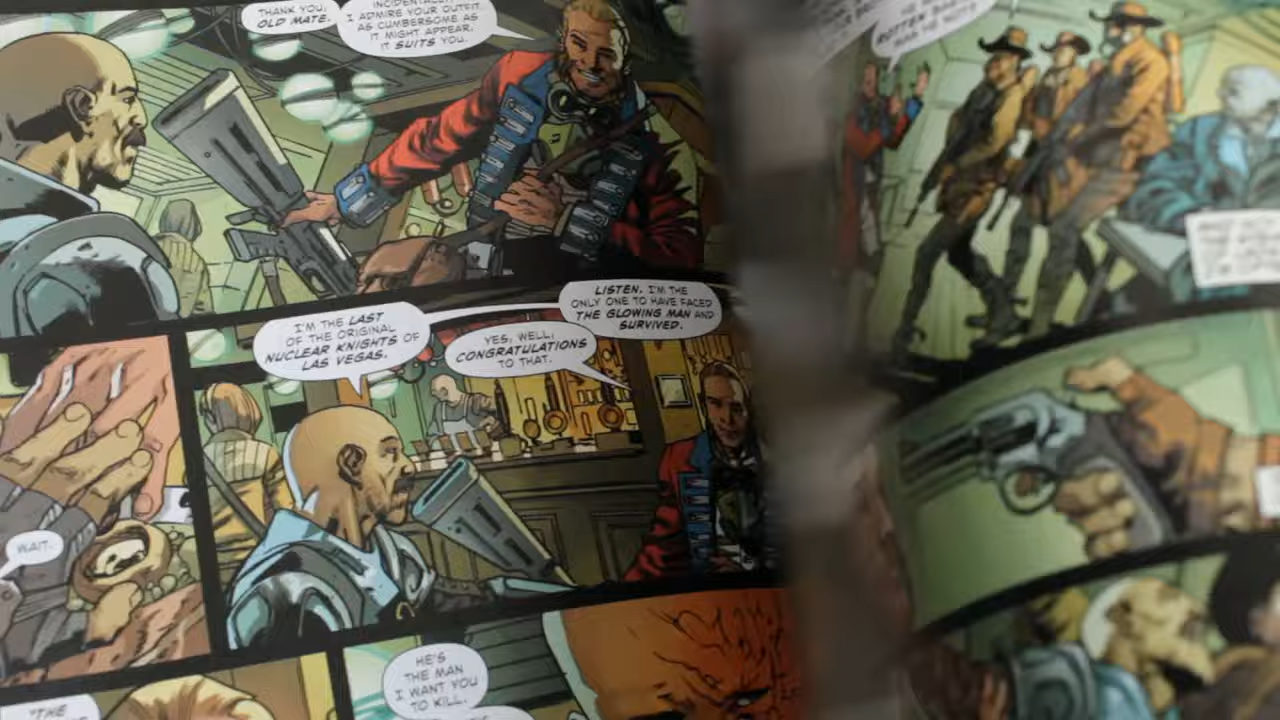 THANK YOU,
OLD MATE.
INCIDENTALLY,
I ADMIRE YOUR OUTFIT.
AS CUMBERSOME AS
IT MIGHT APPEAR,
IT SUITS YOU.
I'M THE LAST
OF THE ORIGINAL
NUCLEAR KNIGHTS OF
LAS VEGAS.
LISTEN. I'M THE
ONLY ONE TO HAVE FACED
THE GLOWING MAN AND
SURVIVED.
YES, WELL,
CONGRATULATIONS
TO THAT.
WAIT.
HE'S
THE MAN
I WANT YOU
TO KILL.
"THE